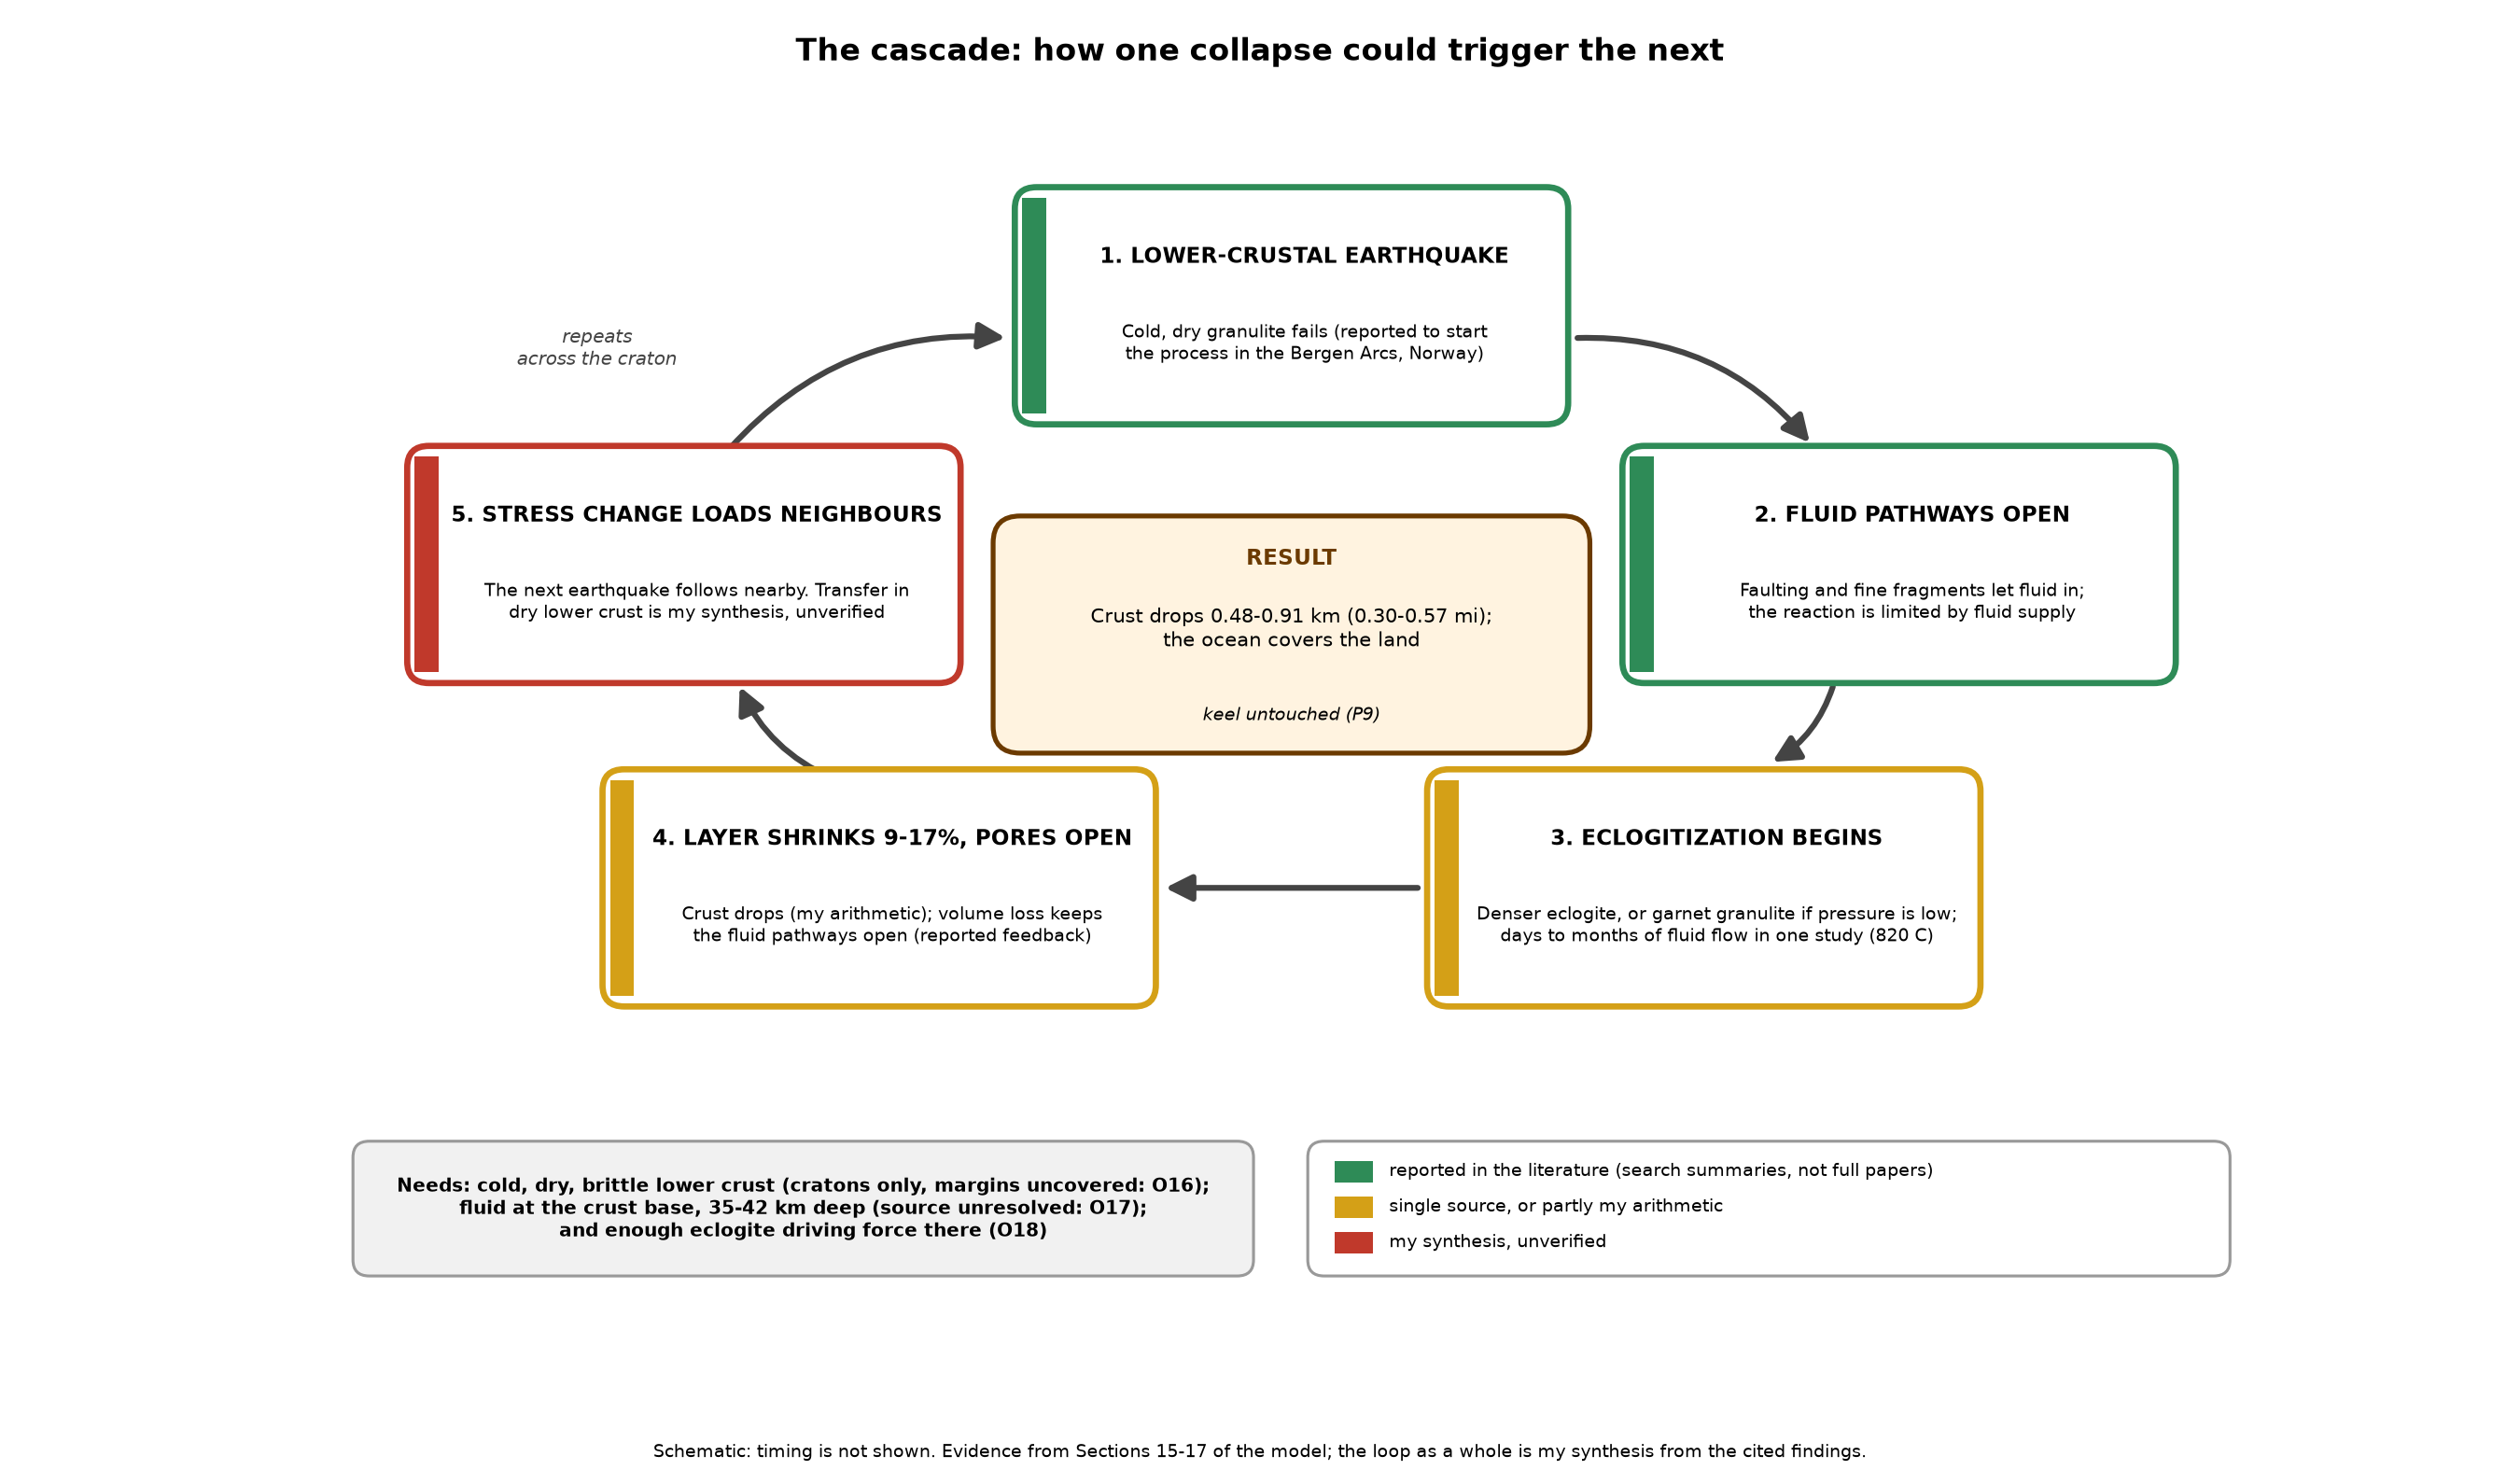 The cascade: how one collapse could trigger the next
1. LOWER-CRUSTAL EARTHQUAKE
Cold, dry granulite fails (reported to start
the process in the Bergen Arcs, Norway)
repeats
across the craton
2. FLUID PATHWAYS OPEN
Faulting and fine fragments let fluid in;
the reaction is limited by fluid supply
3. ECLOGITIZATION BEGINS
Denser eclogite, or garnet granulite if pressure is low;
days to months of fluid flow in one study (820 C)
4. LAYER SHRINKS 9-17%, PORES OPEN
Crust drops (my arithmetic); volume loss keeps
the fluid pathways open (reported feedback)
5. STRESS CHANGE LOADS NEIGHBOURS
The next earthquake follows nearby. Transfer in
dry lower crust is my synthesis, unverified
RESULT
Crust drops 0.48-0.91 km (0.30-0.57 mi);
the ocean covers the land
keel untouched (P9)
Needs: cold, dry, brittle lower crust (cratons only, margins uncovered: O16);
fluid at the crust base, 35-42 km deep (source unresolved: O17);
and enough eclogite driving force there (O18)
reported in the literature (search summaries, not full papers)
single source, or partly my arithmetic
my synthesis, unverified
Schematic: timing is not shown. Evidence from Sections 15-17 of the model; the loop as a whole is my synthesis from the cited findings.